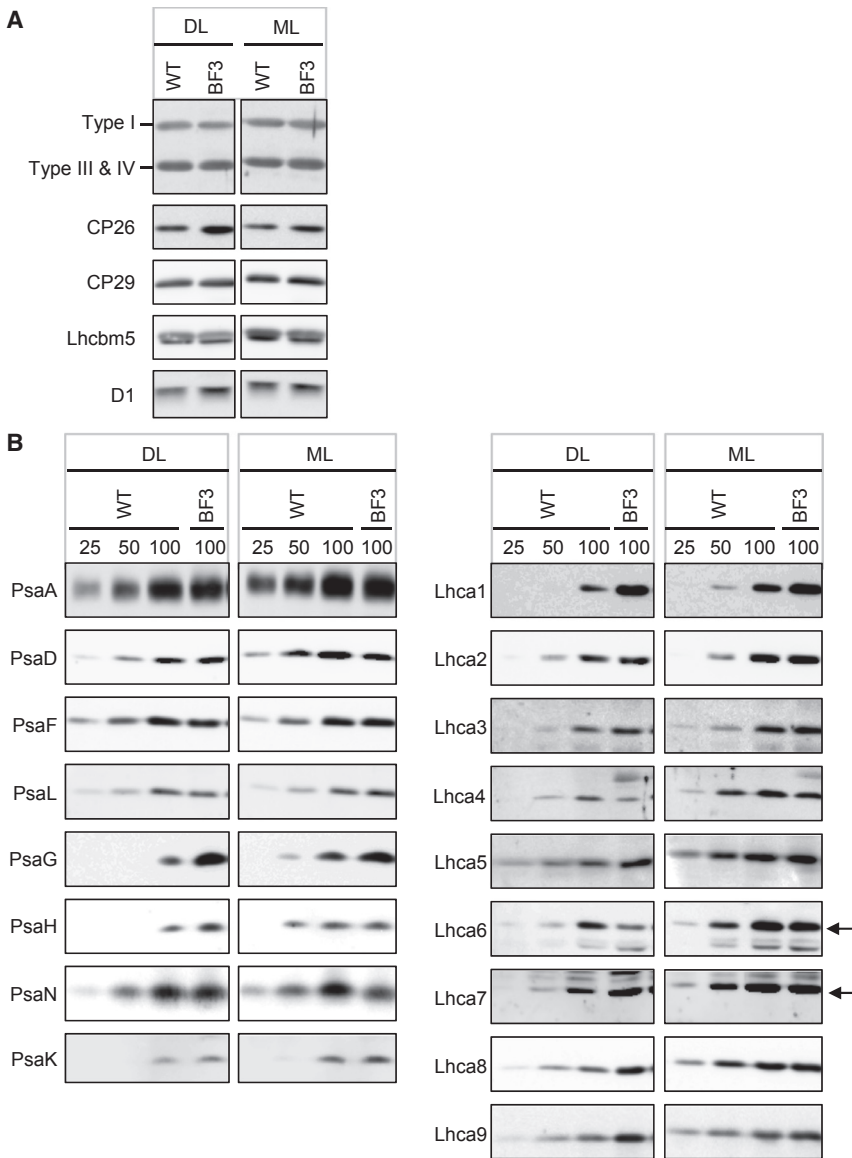 A
DL ML
WT BF3 WT BF3
Type I
Type III & IV
CP26
CP29
Lhcbm5
D1
B
DL ML
WT BF3 WT BF3
25 50 100 100 25 50 100 100
PsaA
PsaD
PsaF
PsaL
PsaG
PsaH
PsaN
PsaK
DL ML
WT BF3 WT BF3
25 50 100 100 25 50 100 100
Lhca1
Lhca2
Lhca3
Lhca4
Lhca5
Lhca6
Lhca7
Lhca8
Lhca9